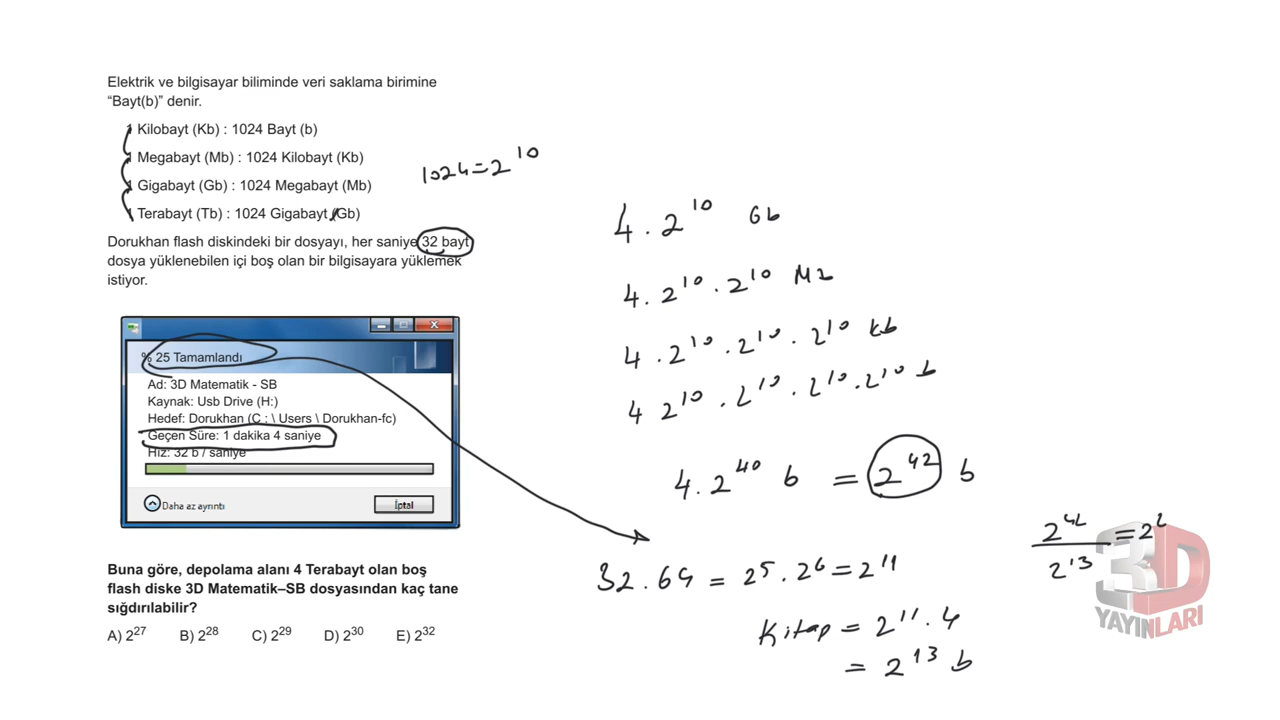 Elektrik ve bilgisayar biliminde veri saklama birimine
“Bayt(b)” denir.
1 Kilobayt (Kb) : 1024 Bayt (b)
1 Megabayt (Mb) : 1024 Kilobayt (Kb)
1 Gigabayt (Gb) : 1024 Megabayt (Mb)
1 Terabayt (Tb) : 1024 Gigabayt (Gb)
1024=2^10
Dorukhan flash diskindeki bir dosyayı, her saniye 32 bayt
dosya yüklenebilen içi boş olan bir bilgisayara yüklemek
istiyor.
% 25 Tamamlandı
Ad: 3D Matematik - SB
Kaynak: Usb Drive (H:)
Hedef: Dorukhan (C : \ Users \ Dorukhan-fc)
Geçen Süre: 1 dakika 4 saniye
Hız: 32 b / saniye
Daha az ayrıntı
İptal
Buna göre, depolama alanı 4 Terabayt olan boş
flash diske 3D Matematik–SB dosyasından kaç tane
sığdırılabilir?
A) 2^27 B) 2^28 C) 2^29 D) 2^30 E) 2^32
4 . 2^10 Gb
4 . 2^10 . 2^10 Mb
4 . 2^10 . 2^10 . 2^10 kb
4 2^10 . 2^10 . 2^10 . 2^10 b
4 . 2^40 b = 2^42 b
32 . 64 = 2^5 . 2^6 = 2^11
Kitap = 2^11 . 4
= 2^13 b
2^42
2^13
= 2^2
3D
YAYINLARI